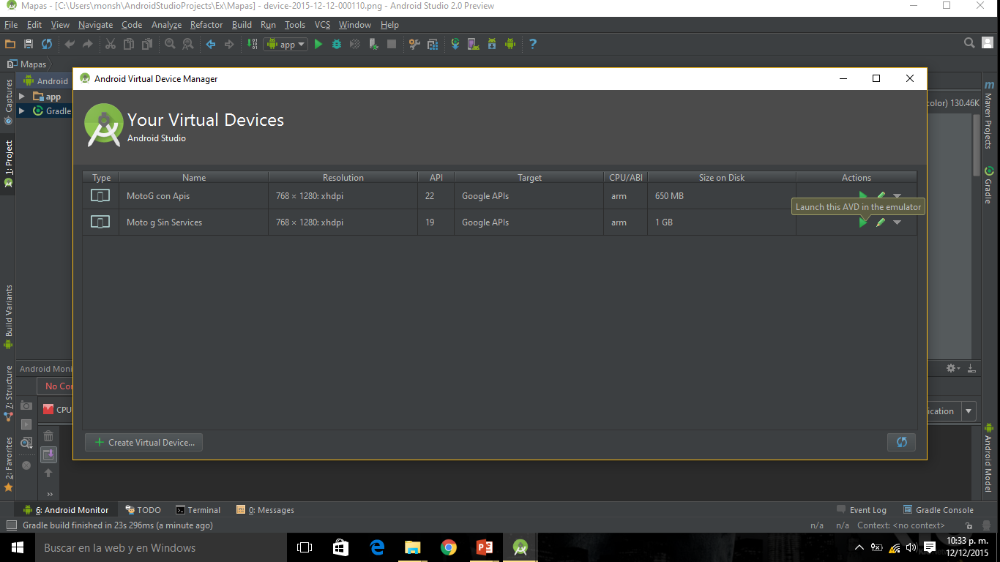 Mapas - [C:\Users\monsh\AndroidStudioProjects\Ex\Mapas] - device-2015-12-12-000110.png - Android Studio 2.0 Preview
File Edit View Navigate Code Analyze Refactor Build Run Tools VCS Window Help
app
Mapas
Captures
1: Project
Build Variants
7: Structure
2: Favorites
Android
app
Gradle
Android Virtual Device Manager
Your Virtual Devices
Android Studio
Type Name Resolution API Target CPU/ABI Size on Disk Actions
MotoG con Apis 768 × 1280: xhdpi 22 Google APIs arm 650 MB
Launch this AVD in the emulator
Moto g Sin Services 768 × 1280: xhdpi 19 Google APIs arm 1 GB
Create Virtual Device...
color) 130.46K
m Maven Projects
Gradle
Android Model
Android Moni
No Cor
CPU
ication
6: Android Monitor TODO Terminal 0: Messages Event Log Gradle Console
Gradle build finished in 23s 296ms (a minute ago) n/a n/a Context: <no context>
Buscar en la web y en Windows
10:33 p. m.
12/12/2015